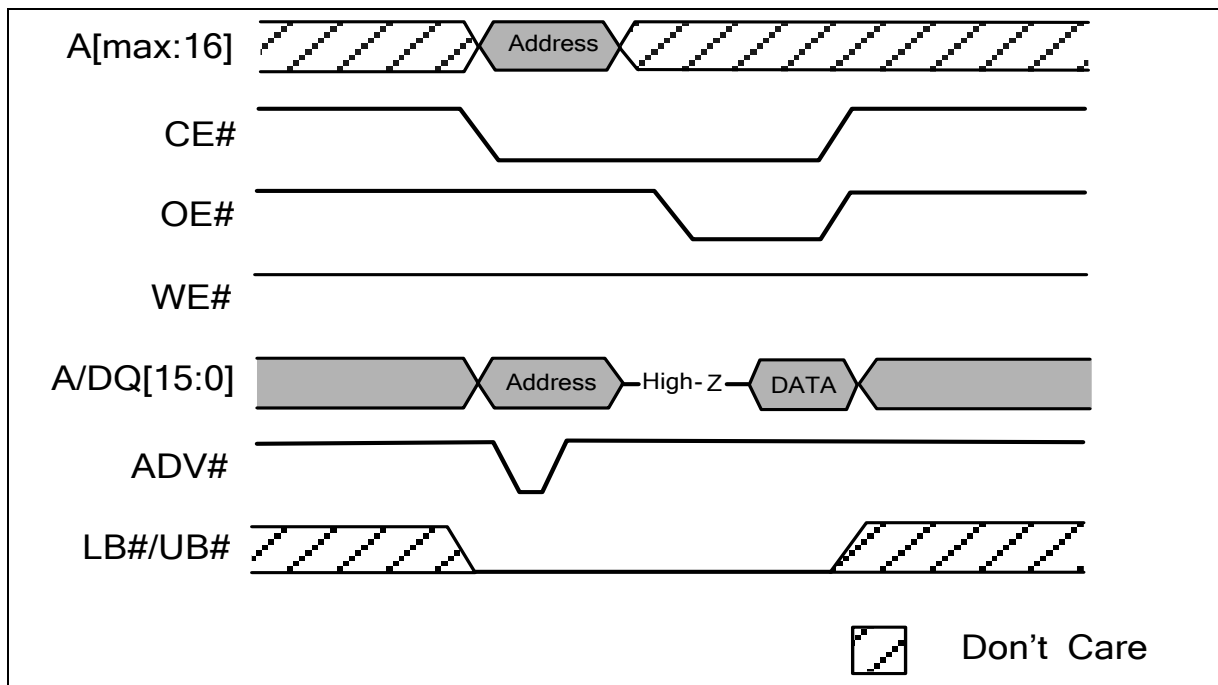 A[max:16] Address
CE#
OE#
WE#
A/DQ[15:0] Address High-Z DATA
ADV#
LB#/UB#
Don't Care